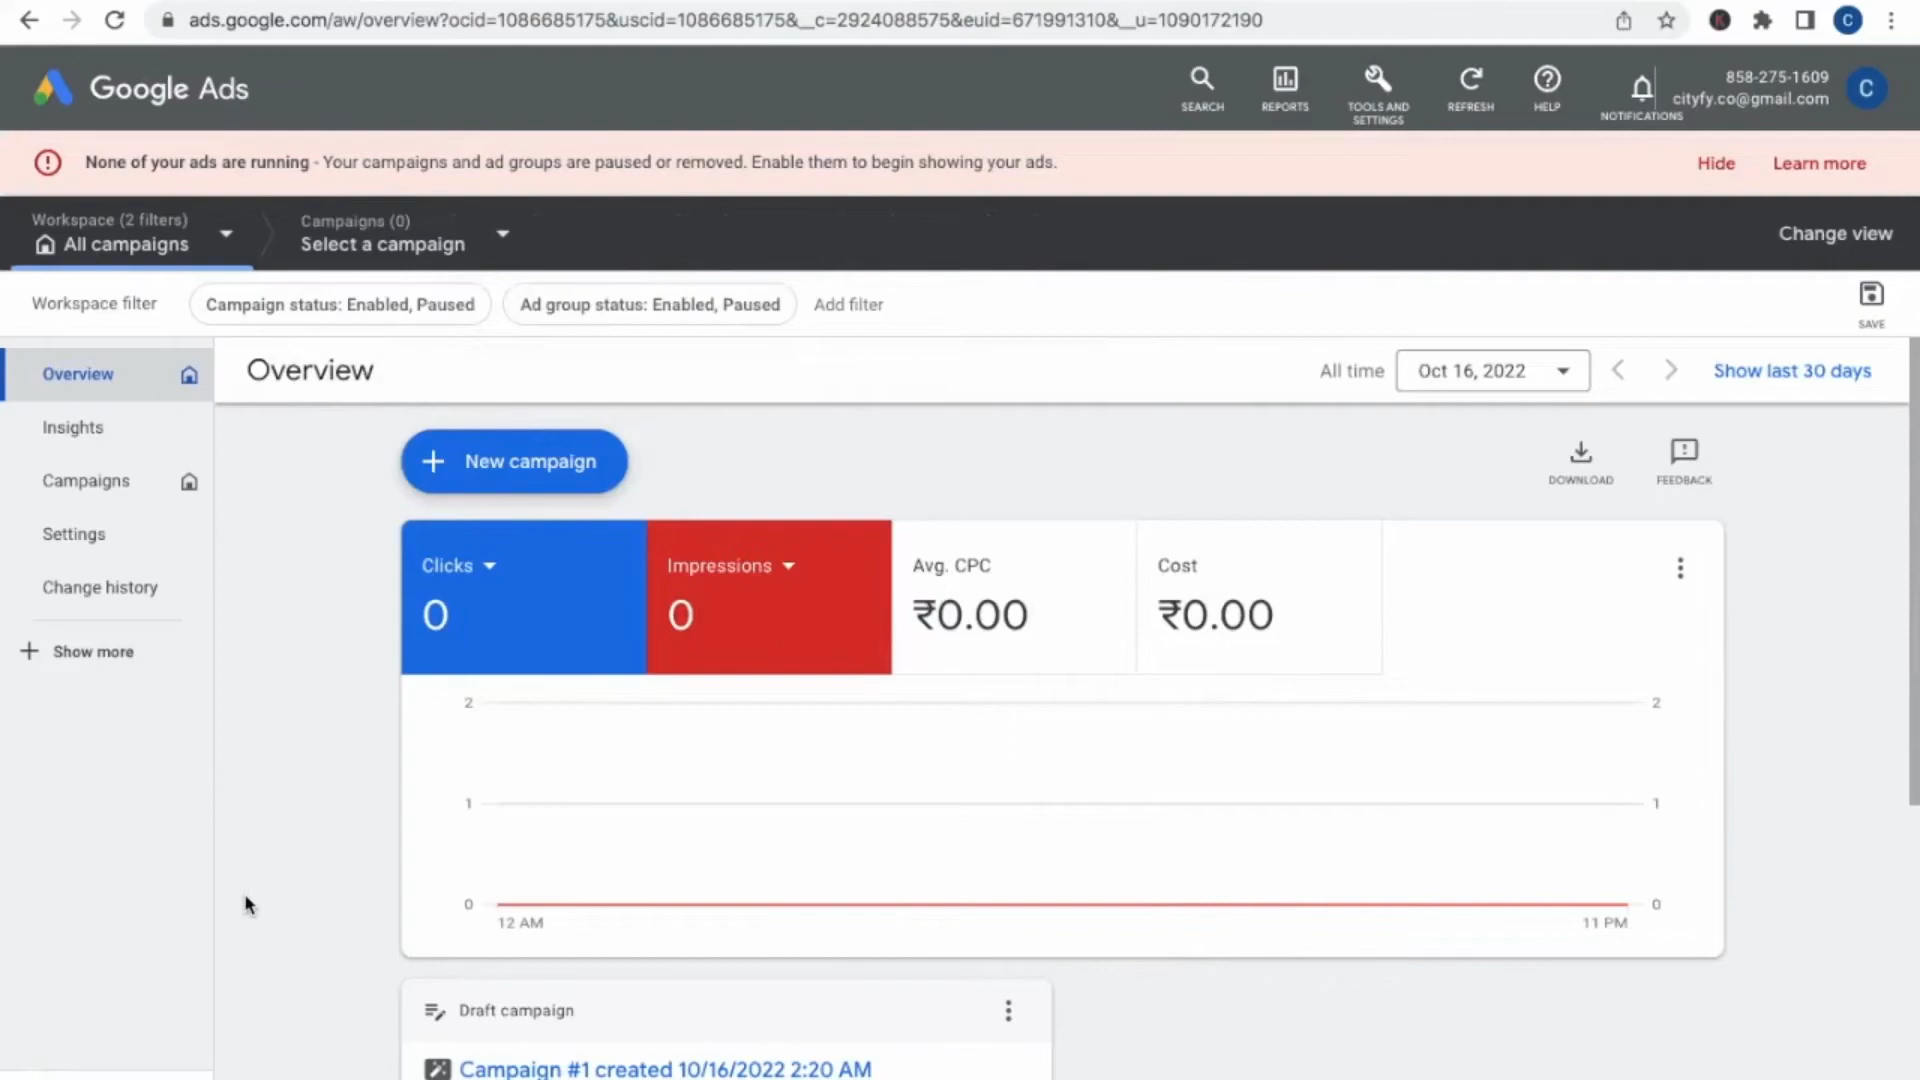 ads.google.com/aw/overview?ocid=1086685175&uscid=1086685175&__c=2924088575&euid=671991310&__u=1090172190
C
Google Ads
SEARCH
REPORTS
TOOLS AND
SETTINGS
REFRESH
HELP
NOTIFICATIONS
858-275-1609
cityfy.co@gmail.com
C
None of your ads are running - Your campaigns and ad groups are paused or removed. Enable them to begin showing your ads.
Hide
Learn more
Workspace (2 filters)
All campaigns
Campaigns (0)
Select a campaign
Change view
Workspace filter
Campaign status: Enabled, Paused
Ad group status: Enabled, Paused
Add filter
SAVE
Overview
Insights
Campaigns
Settings
Change history
Show more
Overview
All time
Oct 16, 2022
Show last 30 days
New campaign
DOWNLOAD
FEEDBACK
Clicks
0
Impressions
0
Avg. CPC
₹0.00
Cost
₹0.00
2
2
1
1
0
0
12 AM
11 PM
Draft campaign
Campaign #1 created 10/16/2022 2:20 AM